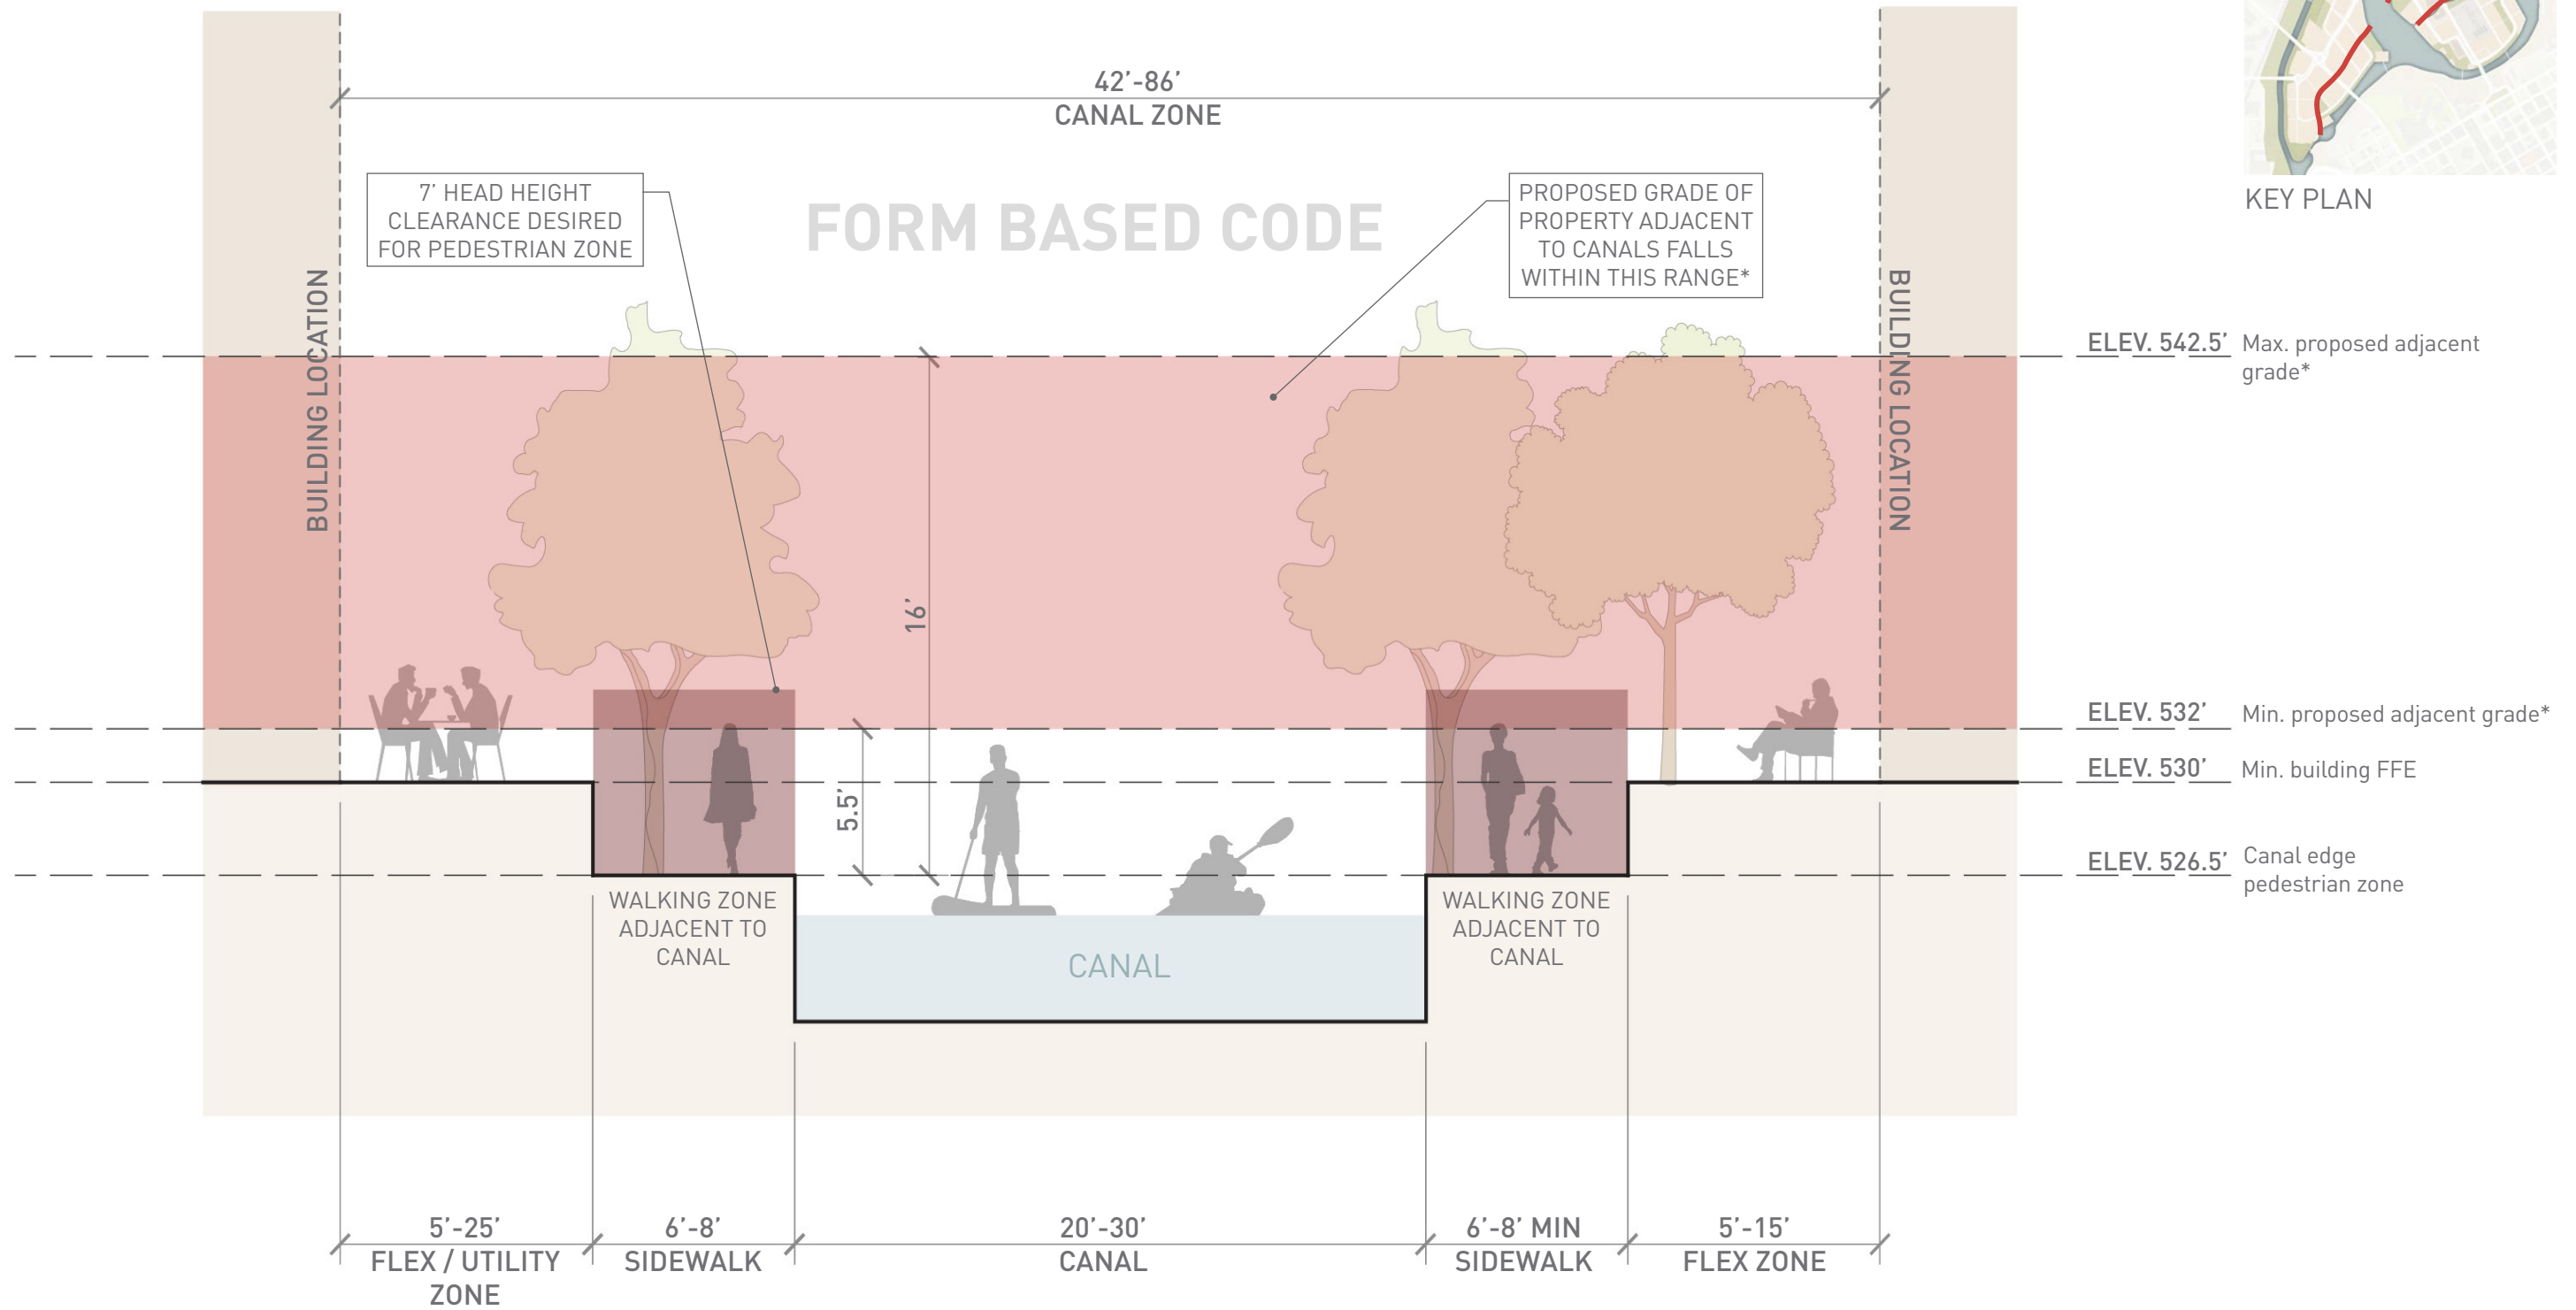 42’-86’
CANAL ZONE
7’ HEAD HEIGHT
CLEARANCE DESIRED
FOR PEDESTRIAN ZONE
FORM BASED CODE
PROPOSED GRADE OF
PROPERTY ADJACENT
TO CANALS FALLS
WITHIN THIS RANGE*
KEY PLAN
BUILDING LOCATION
BUILDING LOCATION
ELEV. 542.5’ Max. proposed adjacent
grade*
16’
ELEV. 532’ Min. proposed adjacent grade*
ELEV. 530’ Min. building FFE
5.5’
ELEV. 526.5’ Canal edge
pedestrian zone
WALKING ZONE
ADJACENT TO
CANAL
CANAL
WALKING ZONE
ADJACENT TO
CANAL
5’-25’
FLEX / UTILITY
ZONE
6’-8’
SIDEWALK
20’-30’
CANAL
6’-8’ MIN
SIDEWALK
5’-15’
FLEX ZONE